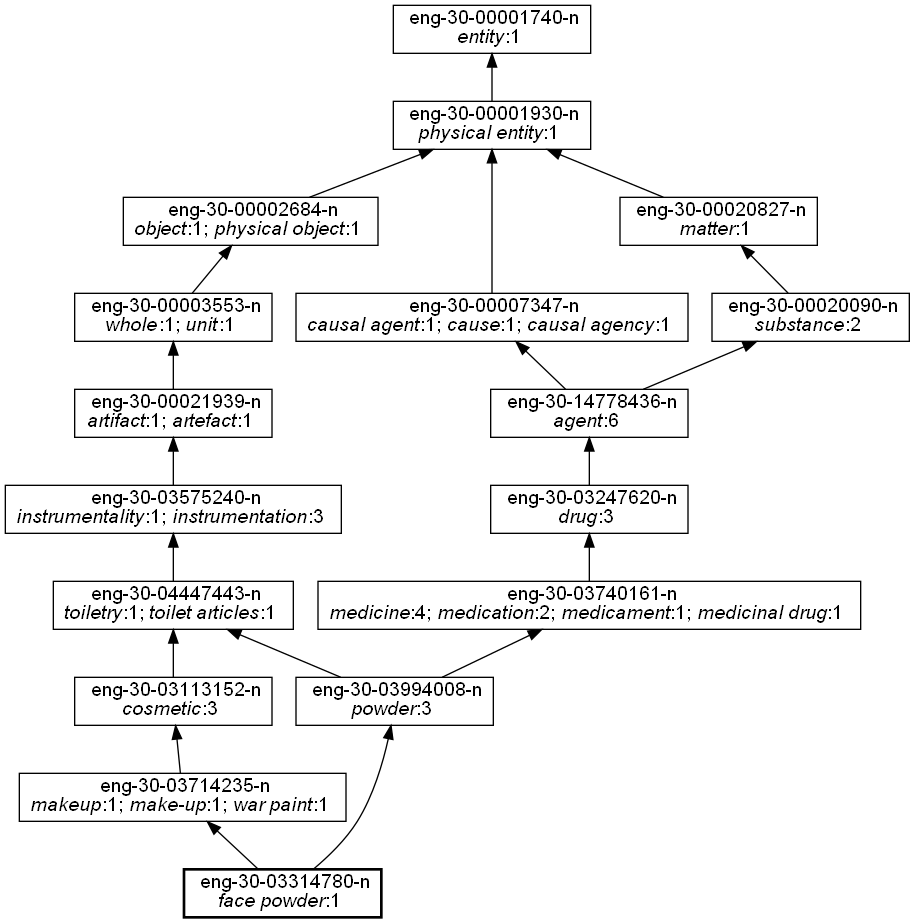 eng-30-00001740-n
entity:1
eng-30-00001930-n
physical entity:1
eng-30-00002684-n
object:1; physical object:1
eng-30-00020827-n
matter:1
eng-30-00003553-n
whole:1; unit:1
eng-30-00007347-n
causal agent:1; cause:1; causal agency:1
eng-30-00020090-n
substance:2
eng-30-00021939-n
artifact:1; artefact:1
eng-30-14778436-n
agent:6
eng-30-03575240-n
instrumentality:1; instrumentation:3
eng-30-03247620-n
drug:3
eng-30-04447443-n
toiletry:1; toilet articles:1
eng-30-03740161-n
medicine:4; medication:2; medicament:1; medicinal drug:1
eng-30-03113152-n
cosmetic:3
eng-30-03994008-n
powder:3
eng-30-03714235-n
makeup:1; make-up:1; war paint:1
eng-30-03314780-n
face powder:1